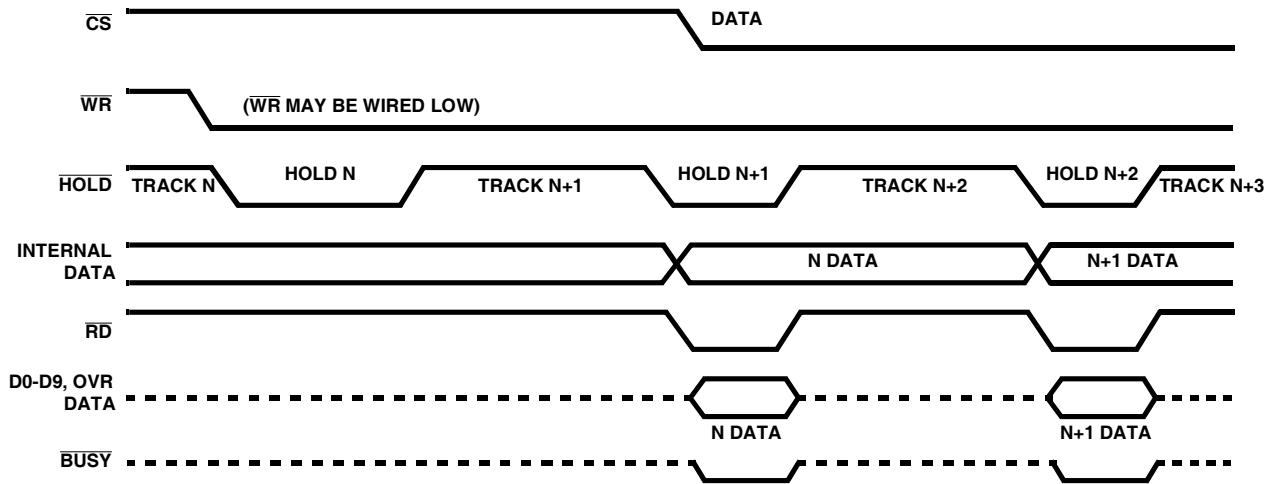 CS
DATA
WR
(WR MAY BE WIRED LOW)
HOLD
TRACK N
HOLD N
TRACK N+1
HOLD N+1
TRACK N+2
HOLD N+2
TRACK N+3
INTERNAL
DATA
N DATA
N+1 DATA
RD
D0-D9, OVR
DATA
N DATA
N+1 DATA
BUSY